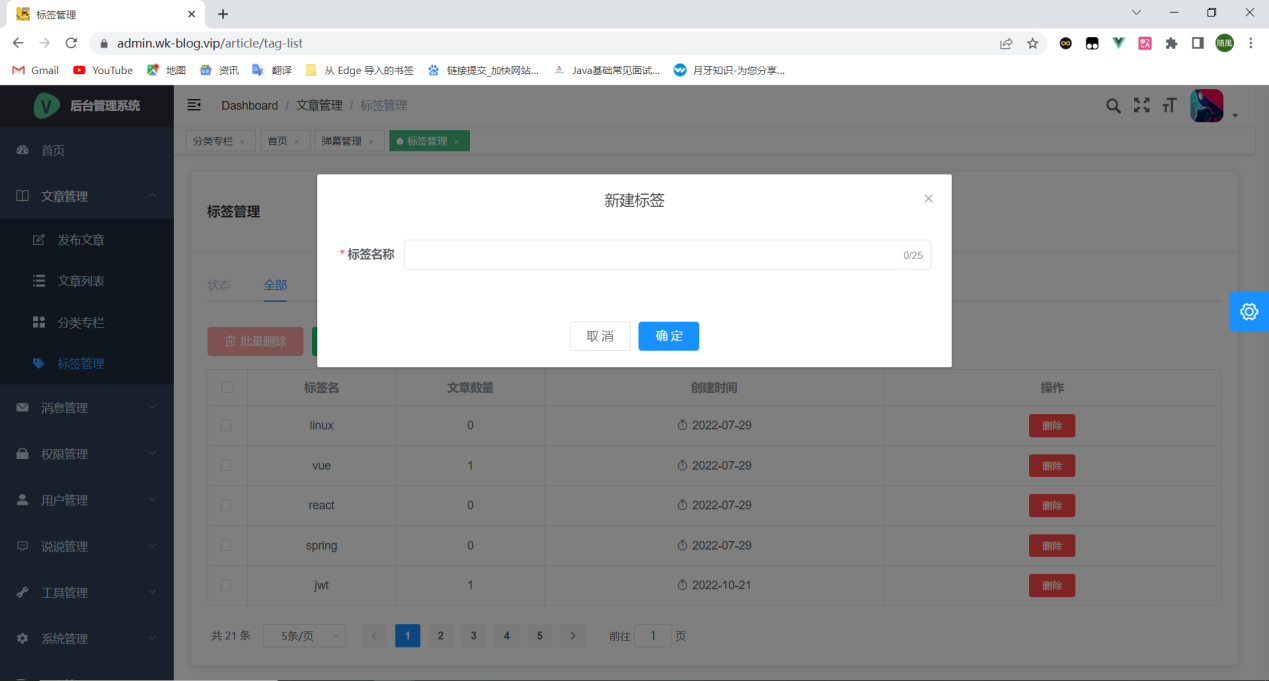 标签管理
admin.wk-blog.vip/article/tag-list
随風
Gmail YouTube 地图 资讯 翻译 从 Edge 导入的书签 链接提交_加快网站... Java基础常见面试... 月牙知识-为您分享...
V 后台管理系统
Dashboard / 文章管理 / 标签管理
分类专栏 × 首页 × 弹幕管理 × 标签管理 ×
首页
文章管理
发布文章
文章列表
分类专栏
标签管理
消息管理
权限管理
用户管理
说说管理
工具管理
系统管理
标签管理
新建标签
* 标签名称 0/25
取 消 确 定
状态 全部
批量删除
标签名 文章数量 创建时间 操作
linux 0 2022-07-29 删除
vue 1 2022-07-29 删除
react 0 2022-07-29 删除
spring 0 2022-07-29 删除
jwt 1 2022-10-21 删除
共 21 条 5条/页 < 1 2 3 4 5 > 前往 1 页